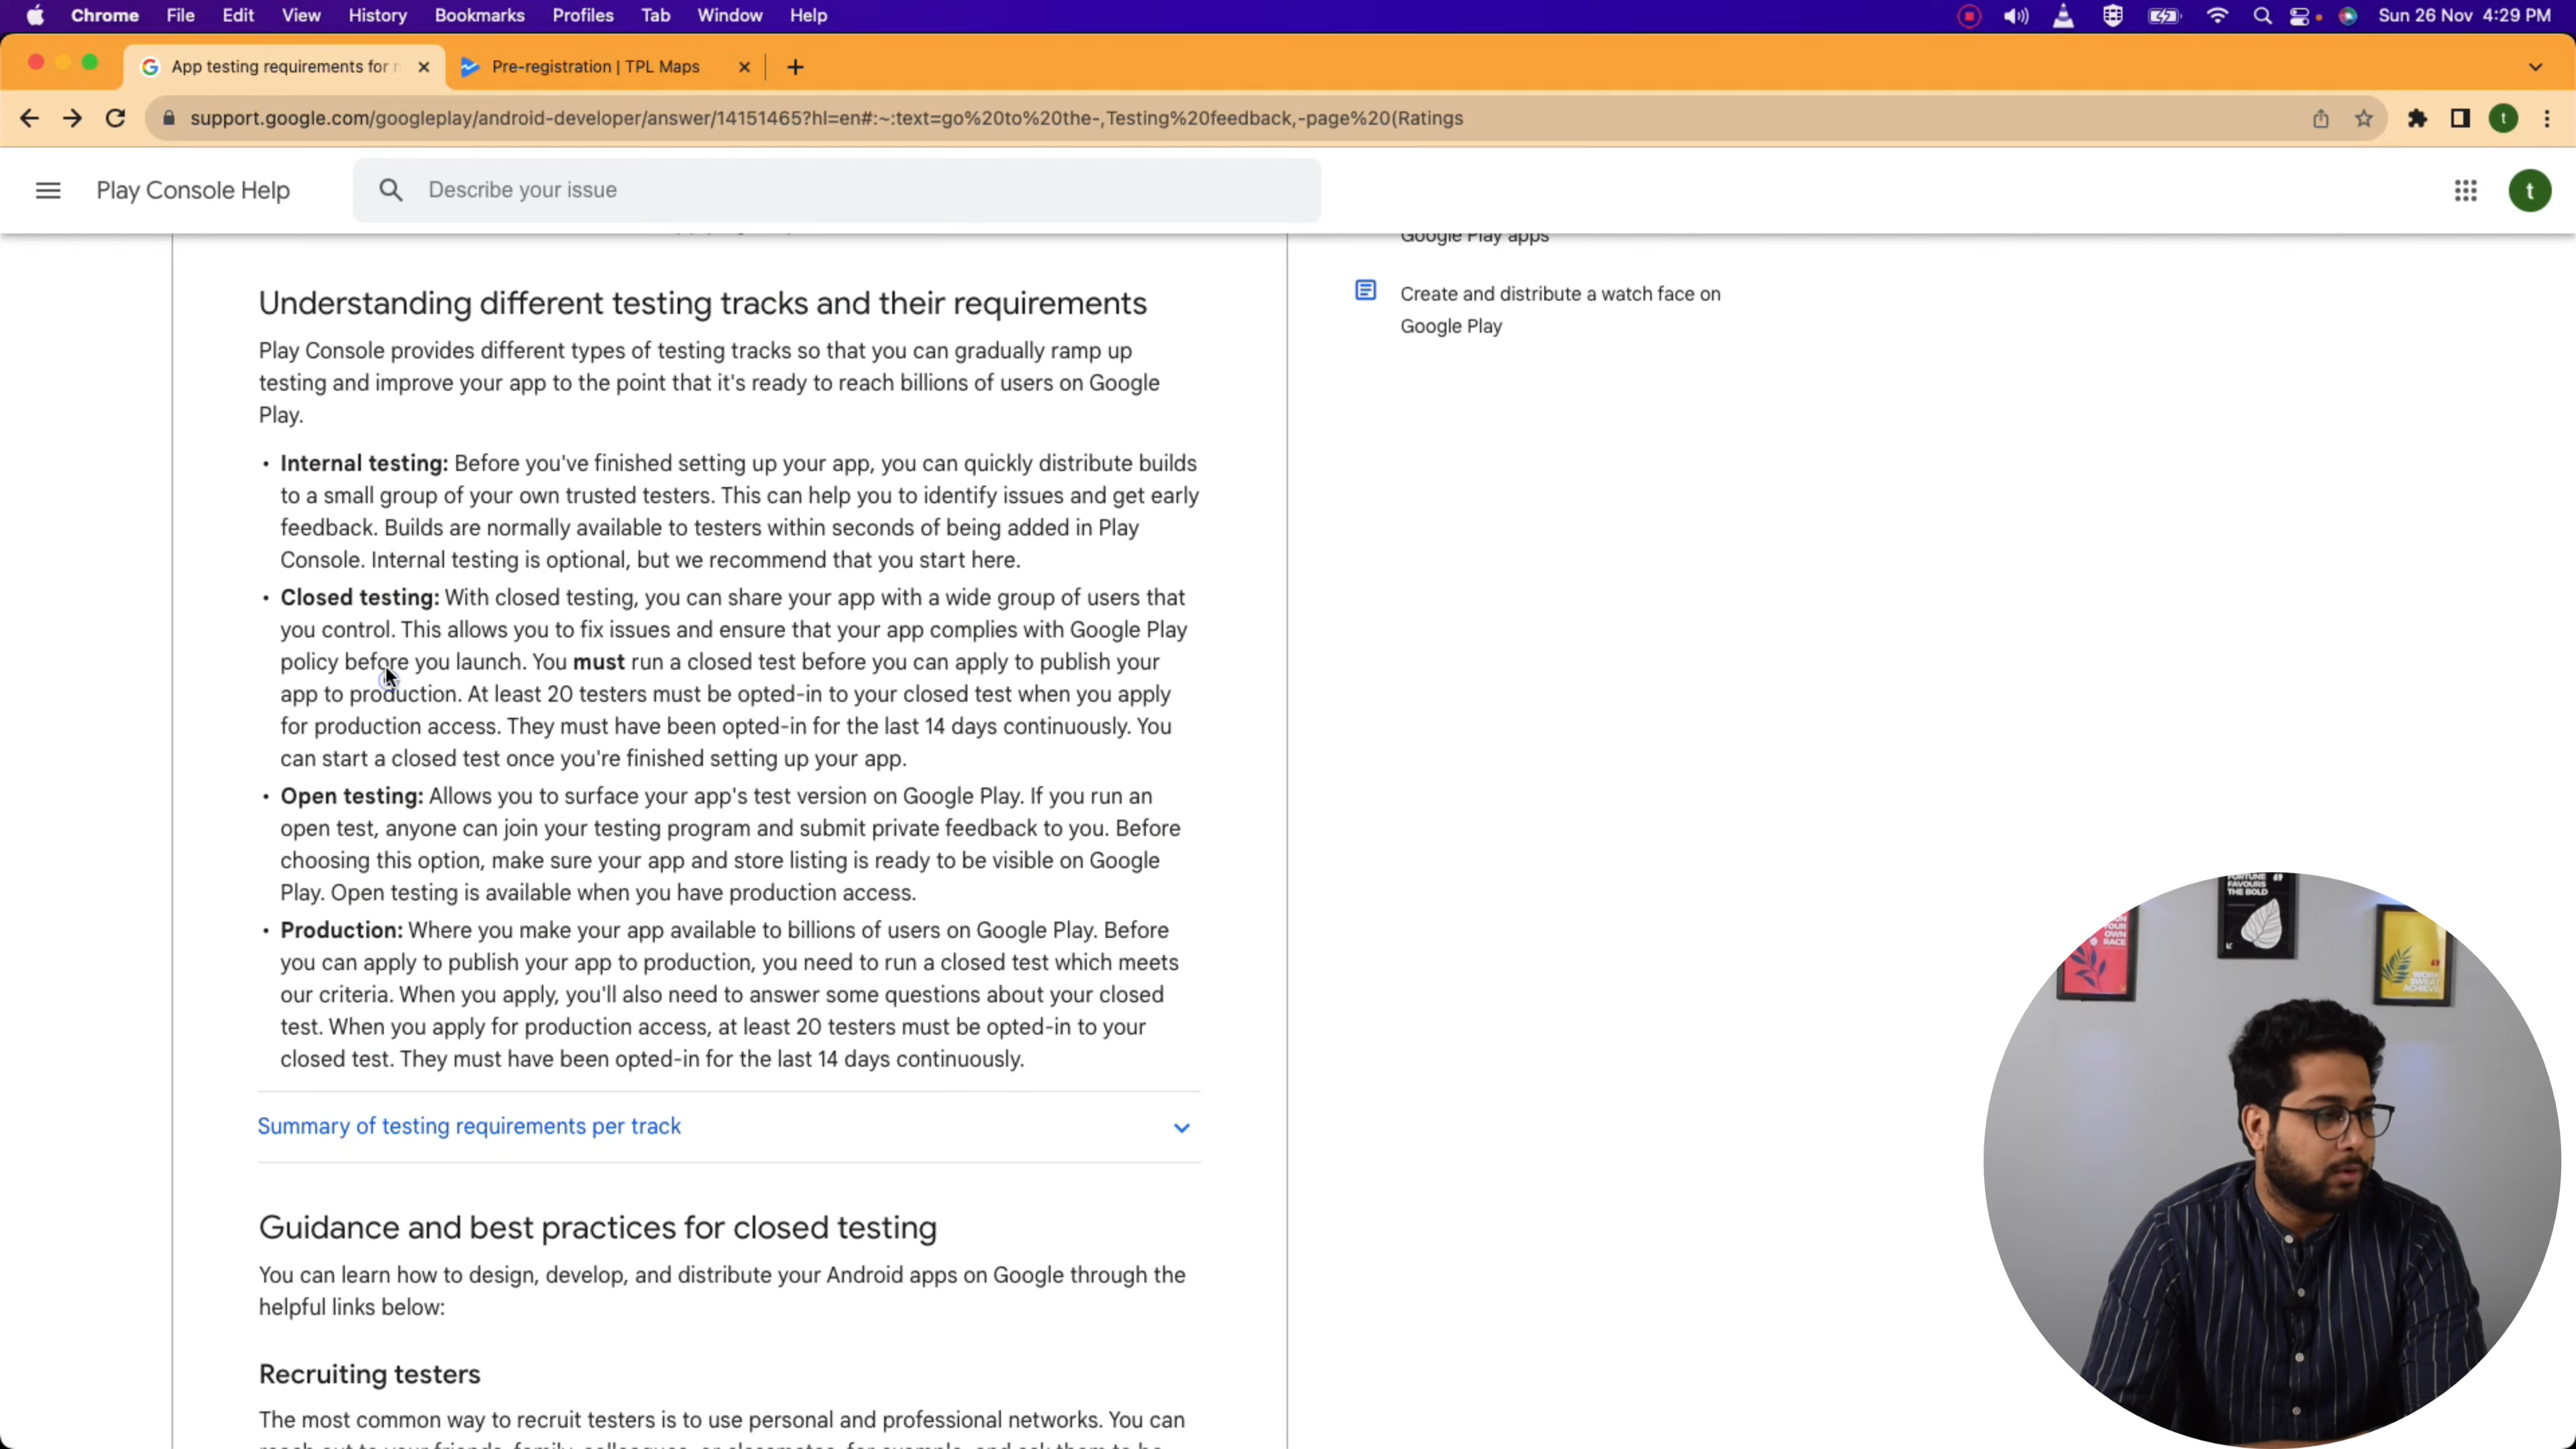 Chrome File Edit View History Bookmarks Profiles Tab Window Help Sun 26 Nov 4:29 PM
App testing requirements for Pre-registration | TPL Maps
support.google.com/googleplay/android-developer/answer/14151465?hl=en#:~:text=go%20to%20the-,Testing%20feedback,-page%20(Ratings
t
Play Console Help Describe your issue t
Google Play apps
Create and distribute a watch face on
Google Play
Understanding different testing tracks and their requirements
Play Console provides different types of testing tracks so that you can gradually ramp up
testing and improve your app to the point that it's ready to reach billions of users on Google
Play.
• Internal testing: Before you've finished setting up your app, you can quickly distribute builds
to a small group of your own trusted testers. This can help you to identify issues and get early
feedback. Builds are normally available to testers within seconds of being added in Play
Console. Internal testing is optional, but we recommend that you start here.
• Closed testing: With closed testing, you can share your app with a wide group of users that
you control. This allows you to fix issues and ensure that your app complies with Google Play
policy before you launch. You must run a closed test before you can apply to publish your
app to production. At least 20 testers must be opted-in to your closed test when you apply
for production access. They must have been opted-in for the last 14 days continuously. You
can start a closed test once you're finished setting up your app.
• Open testing: Allows you to surface your app's test version on Google Play. If you run an
open test, anyone can join your testing program and submit private feedback to you. Before
choosing this option, make sure your app and store listing is ready to be visible on Google
Play. Open testing is available when you have production access.
• Production: Where you make your app available to billions of users on Google Play. Before
you can apply to publish your app to production, you need to run a closed test which meets
our criteria. When you apply, you'll also need to answer some questions about your closed
test. When you apply for production access, at least 20 testers must be opted-in to your
closed test. They must have been opted-in for the last 14 days continuously.
Summary of testing requirements per track
Guidance and best practices for closed testing
You can learn how to design, develop, and distribute your Android apps on Google through the
helpful links below:
Recruiting testers
The most common way to recruit testers is to use personal and professional networks. You can
FAVOURS
THE BOLD
YOUR
OWN
RACE